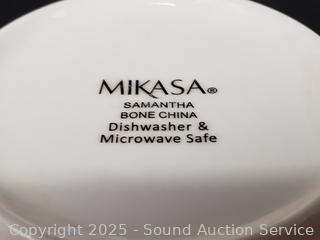 MIKASA®
SAMANTHA
BONE CHINA
Dishwasher &
Microwave Safe
Copyright 2025 - Sound Auction Service